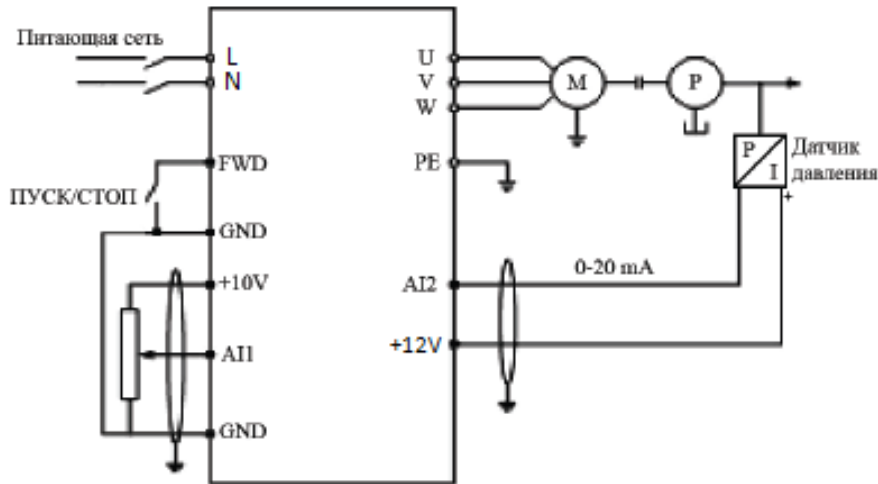 Питающая сеть
L
N
FWD
ПУСК/СТОП
GND
+10V
AI1
GND
U
V
W
PE
AI2
+12V
M
P
P
I
Датчик
давления
+
0-20 mA